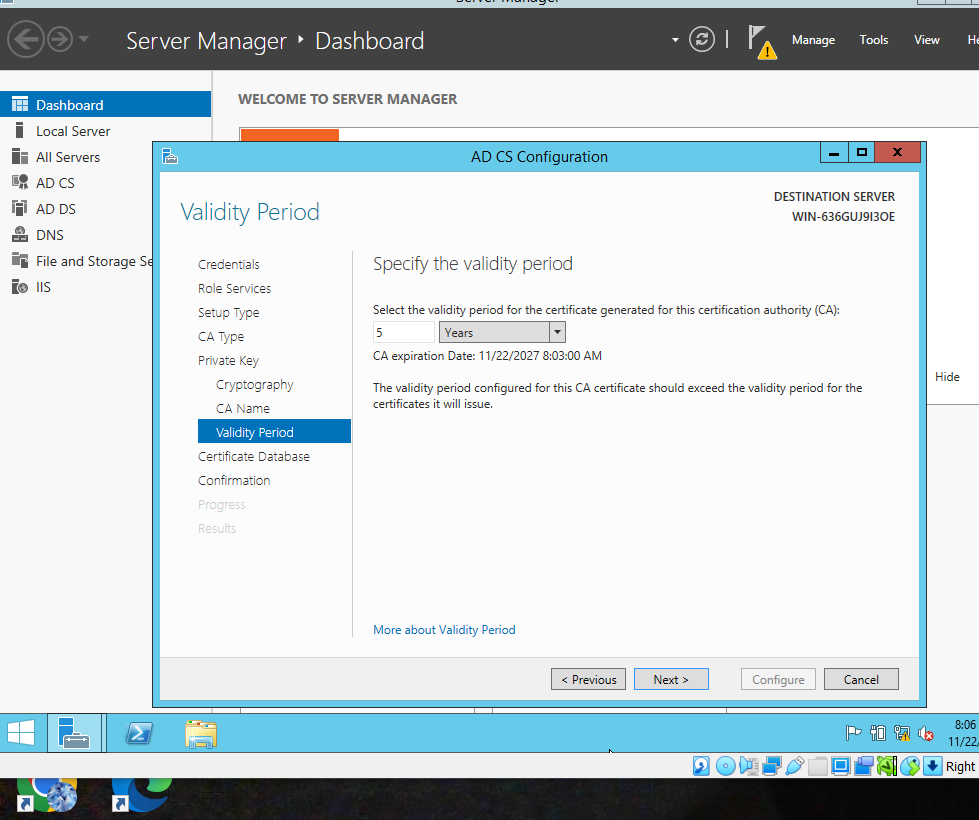 Server Manager
Server Manager ‣ Dashboard
Manage Tools View
Dashboard
Local Server
All Servers
AD CS
AD DS
DNS
File and Storage Se
IIS
WELCOME TO SERVER MANAGER
Hide
AD CS Configuration
Validity Period
DESTINATION SERVER
WIN-636GUJ9I3OE
Credentials
Role Services
Setup Type
CA Type
Private Key
Cryptography
CA Name
Validity Period
Certificate Database
Confirmation
Progress
Results
Specify the validity period
Select the validity period for the certificate generated for this certification authority (CA):
5 Years
CA expiration Date: 11/22/2027 8:03:00 AM
The validity period configured for this CA certificate should exceed the validity period for the
certificates it will issue.
More about Validity Period
< Previous Next > Configure Cancel
8:06
11/22/
Right